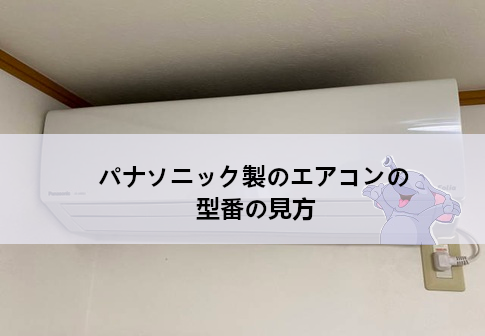 パナソニック製のエアコンの
型番の見方
Panasonic